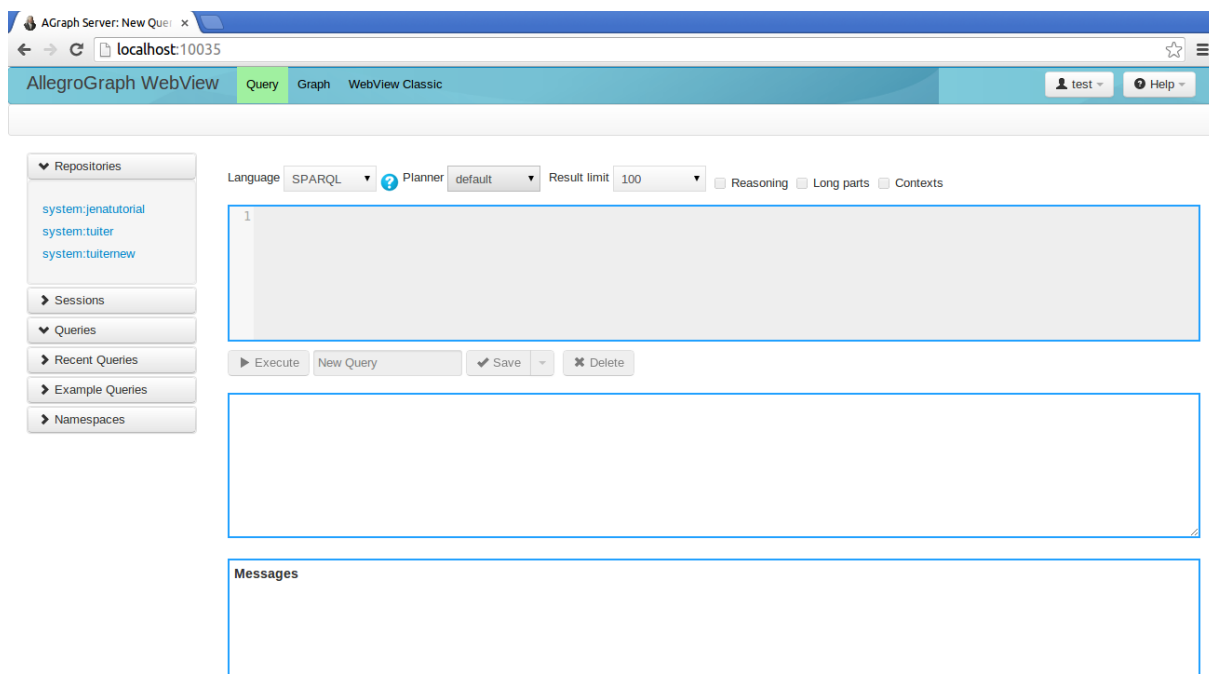 AGraph Server: New Quer
localhost:10035
AllegroGraph WebView Query Graph WebView Classic test Help
Repositories
system:jenatutorial
system:tuiter
system:tuiternew
Sessions
Queries
Recent Queries
Example Queries
Namespaces
Language SPARQL ? Planner default Result limit 100 Reasoning Long parts Contexts
1
Execute New Query Save Delete
Messages